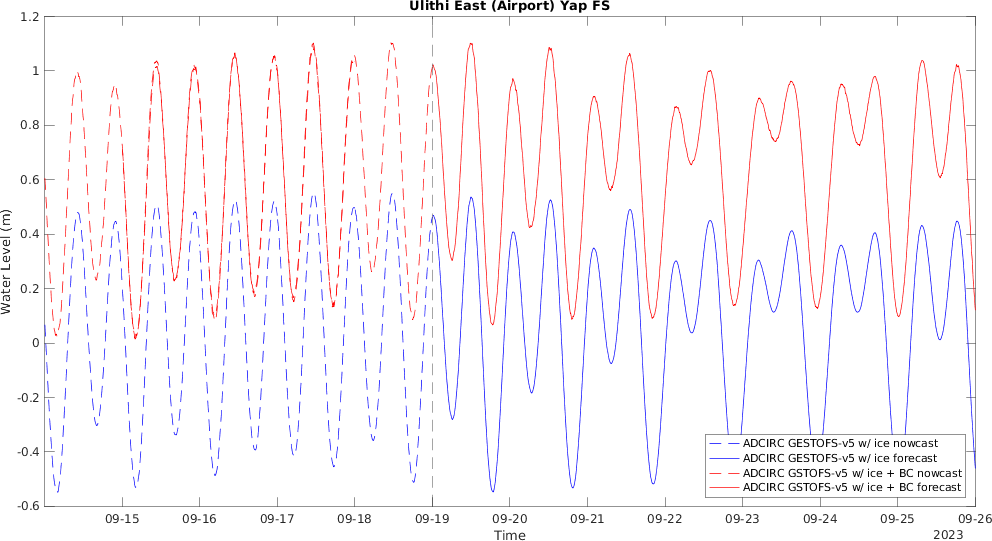 Ulithi East (Airport) Yap FS
1.2
1
0.8
0.6
0.4
0.2
0
-0.2
-0.4
-0.6
Water Level (m)
ADCIRC GESTOFS-v5 w/ ice nowcast
ADCIRC GESTOFS-v5 w/ ice forecast
ADCIRC GSTOFS-v5 w/ ice + BC nowcast
ADCIRC GSTOFS-v5 w/ ice + BC forecast
09-15 09-16 09-17 09-18 09-19 09-20 09-21 09-22 09-23 09-24 09-25 09-26
Time
2023